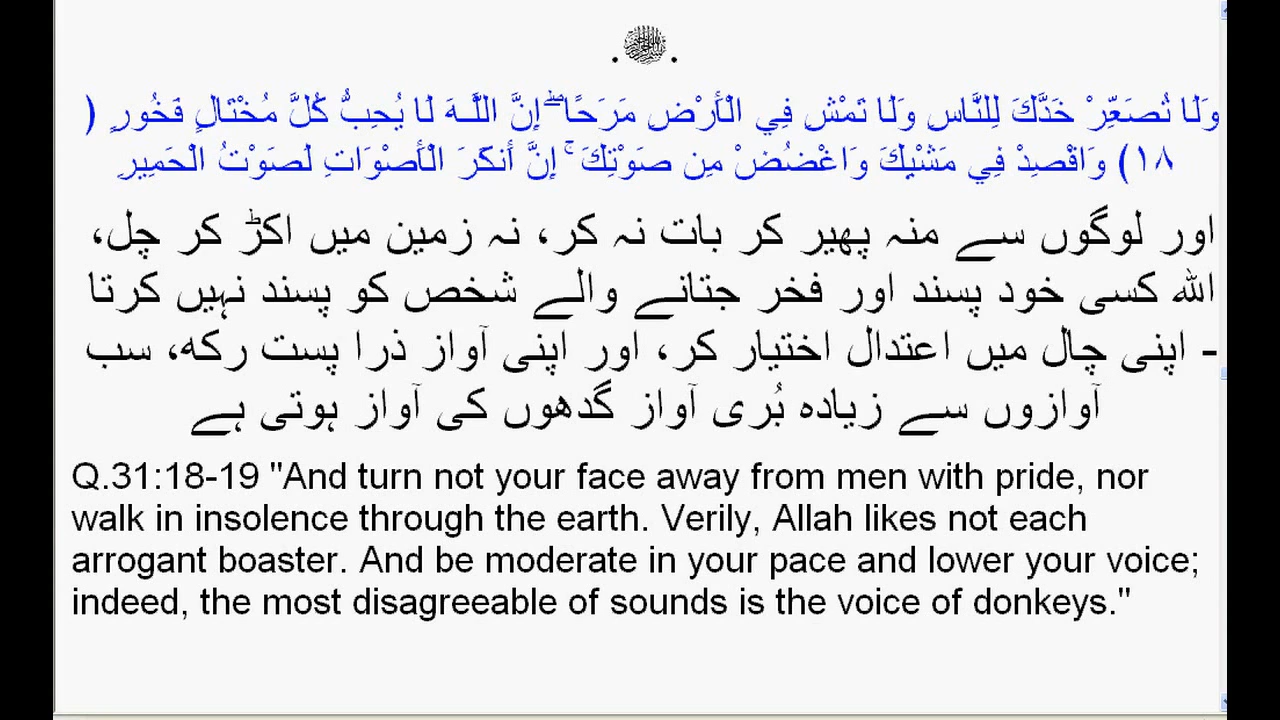 وَلَا تُصَعِّرْ خَدَّكَ لِلنَّاسِ وَلَا تَمْشِ فِي الْأَرْضِ مَرَحًا ۖ إِنَّ اللَّـهَ لَا يُحِبُّ كُلَّ مُخْتَالٍ فَخُورٍ ﴿
١٨﴾ وَاقْصِدْ فِي مَشْيِكَ وَاغْضُضْ مِن صَوْتِكَ ۚ إِنَّ أَنكَرَ الْأَصْوَاتِ لَصَوْتُ الْحَمِيرِ
اور لوگوں سے منہ پھیر کر بات نہ کر، نہ زمین میں اکڑ کر چل،
اللہ کسی خود پسند اور فخر جتانے والے شخص کو پسند نہیں کرتا
- اپنی چال میں اعتدال اختیار کر، اور اپنی آواز ذرا پست رکھ، سب
آوازوں سے زیادہ بُری آواز گدھوں کی آواز ہوتی ہے
Q.31:18-19 "And turn not your face away from men with pride, nor
walk in insolence through the earth. Verily, Allah likes not each
arrogant boaster. And be moderate in your pace and lower your voice;
indeed, the most disagreeable of sounds is the voice of donkeys."